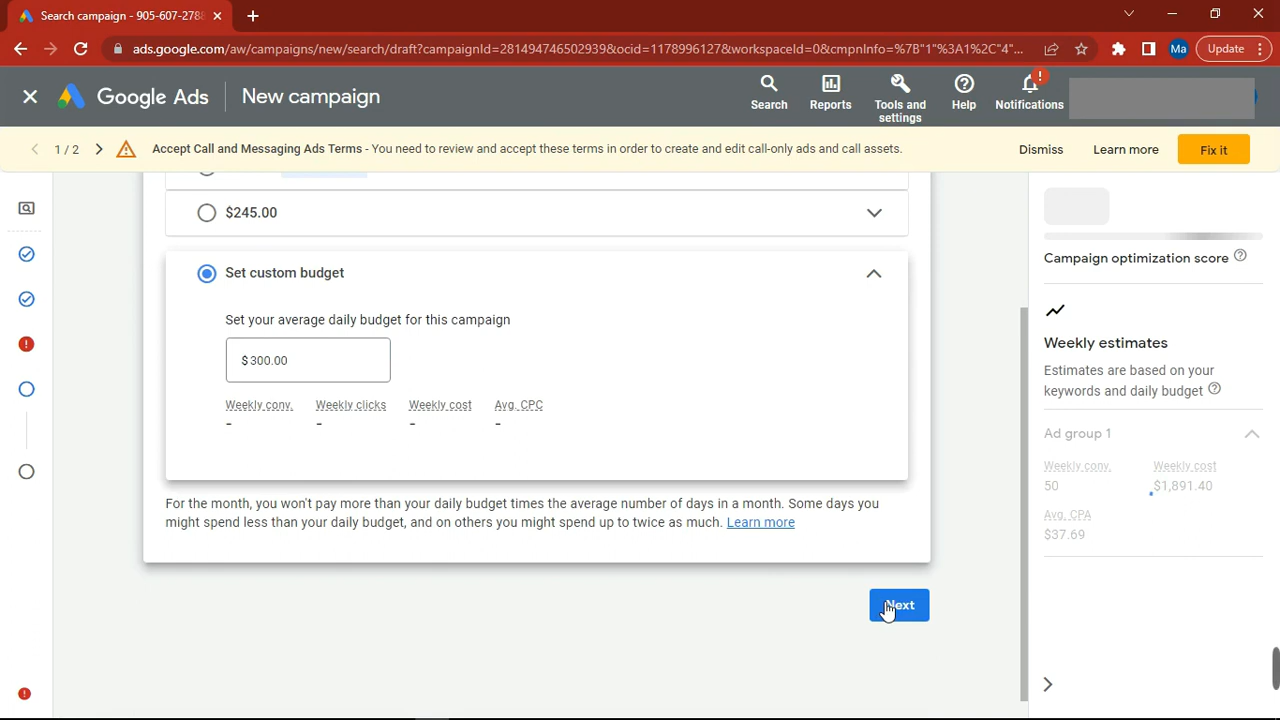 Search campaign - 905-607-2788
ads.google.com/aw/campaigns/new/search/draft?campaignId=281494746502939&ocid=1178996127&workspaceId=0&cmpnInfo=%7B"1"%3A1%2C"4"...
Ma
Update
Google Ads
New campaign
Search
Reports
Tools and
settings
Help
!
Notifications
1 / 2
Accept Call and Messaging Ads Terms - You need to review and accept these terms in order to create and edit call-only ads and call assets.
Dismiss
Learn more
Fix it
$245.00
Set custom budget
Set your average daily budget for this campaign
$300.00
Weekly conv. Weekly clicks Weekly cost Avg. CPC
- - - -
For the month, you won't pay more than your daily budget times the average number of days in a month. Some days you
might spend less than your daily budget, and on others you might spend up to twice as much. Learn more
Next
Campaign optimization score
Weekly estimates
Estimates are based on your
keywords and daily budget
Ad group 1
Weekly conv. Weekly cost
50 $1,891.40
Avg. CPA
$37.69